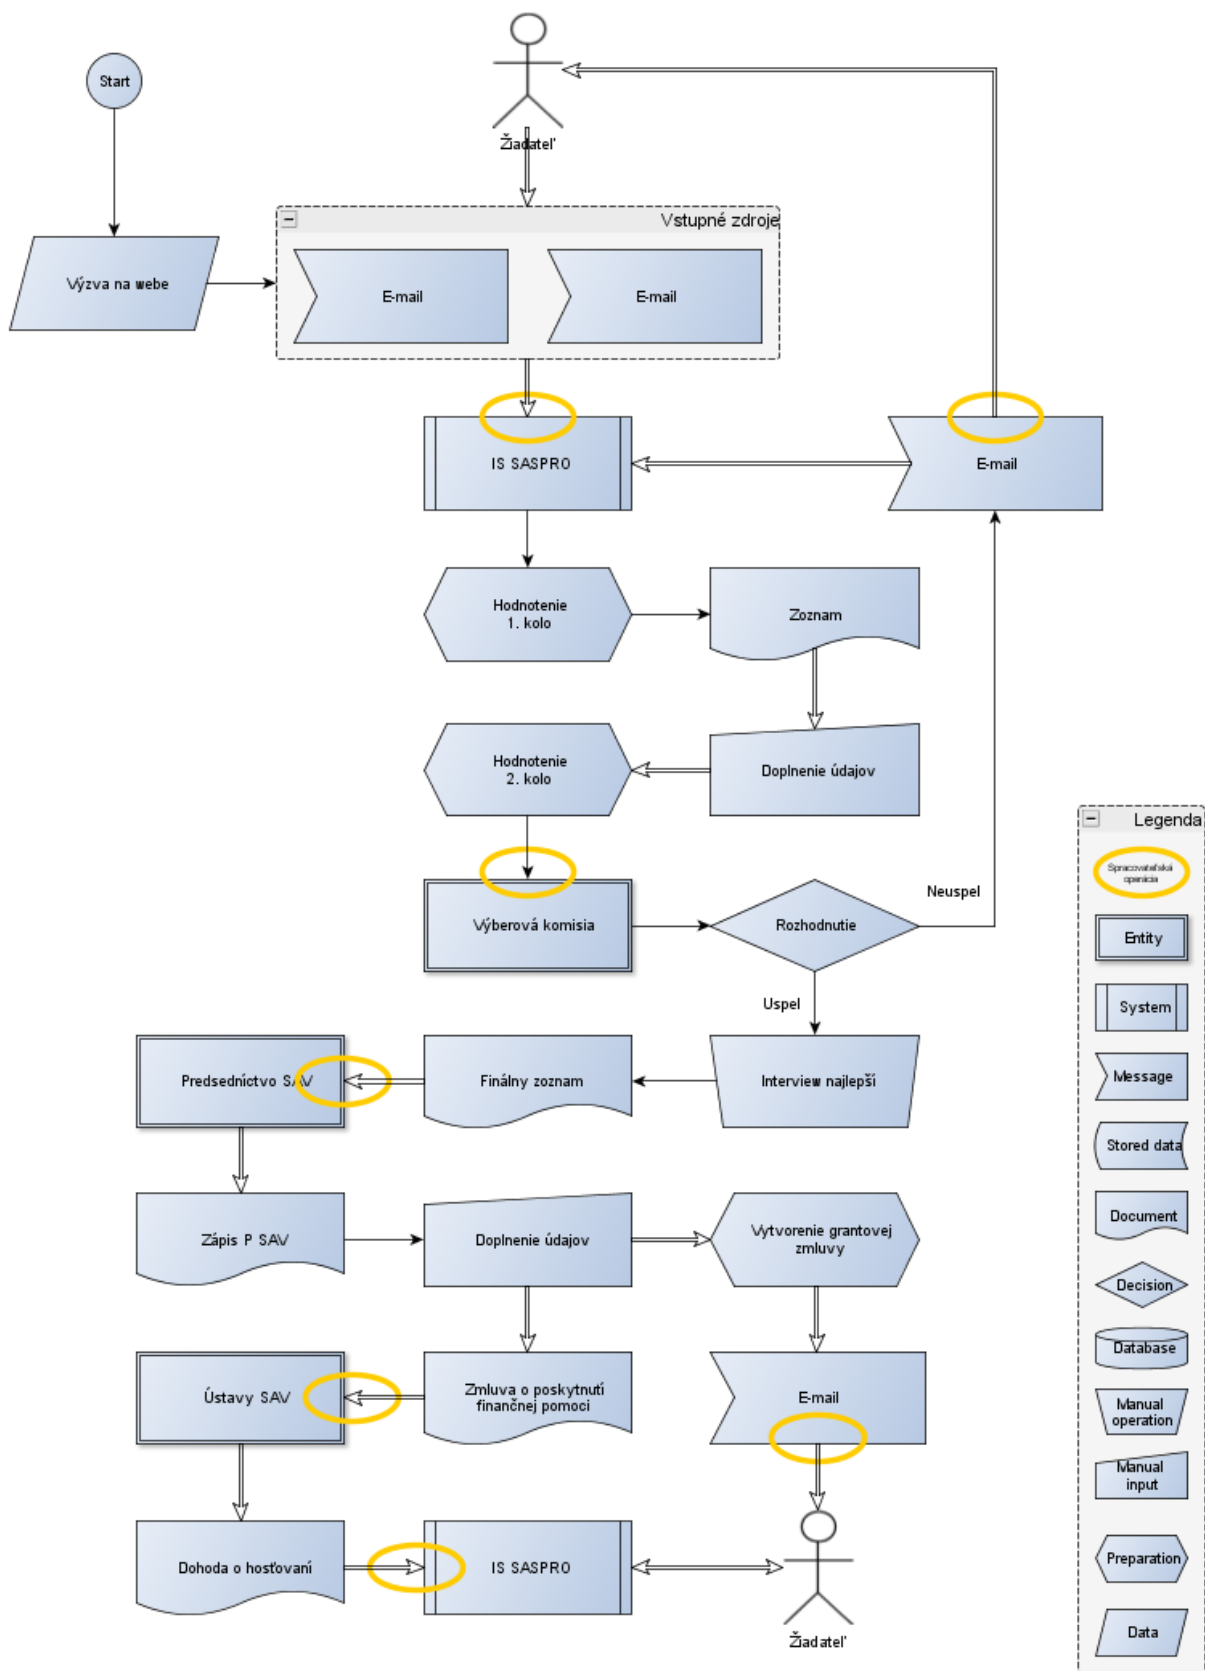 Start
Žiadateľ
Vstupné zdroje
Výzva na webe
E-mail
E-mail
IS SASPRO
E-mail
Hodnotenie
1. kolo
Zoznam
Hodnotenie
2. kolo
Doplnenie údajov
Výberová komisia
Rozhodnutie
Neuspel
Uspel
Predsedníctvo SAV
Finálny zoznam
Interview najlepší
Zápis P SAV
Doplnenie údajov
Vytvorenie grantovej
zmluvy
Ústavy SAV
Zmluva o poskytnutí
finančnej pomoci
E-mail
Dohoda o hosťovaní
IS SASPRO
Žiadateľ
Legenda
Spracovateľská
operácia
Entity
System
Message
Stored data
Document
Decision
Database
Manual
operation
Manual
input
Preparation
Data